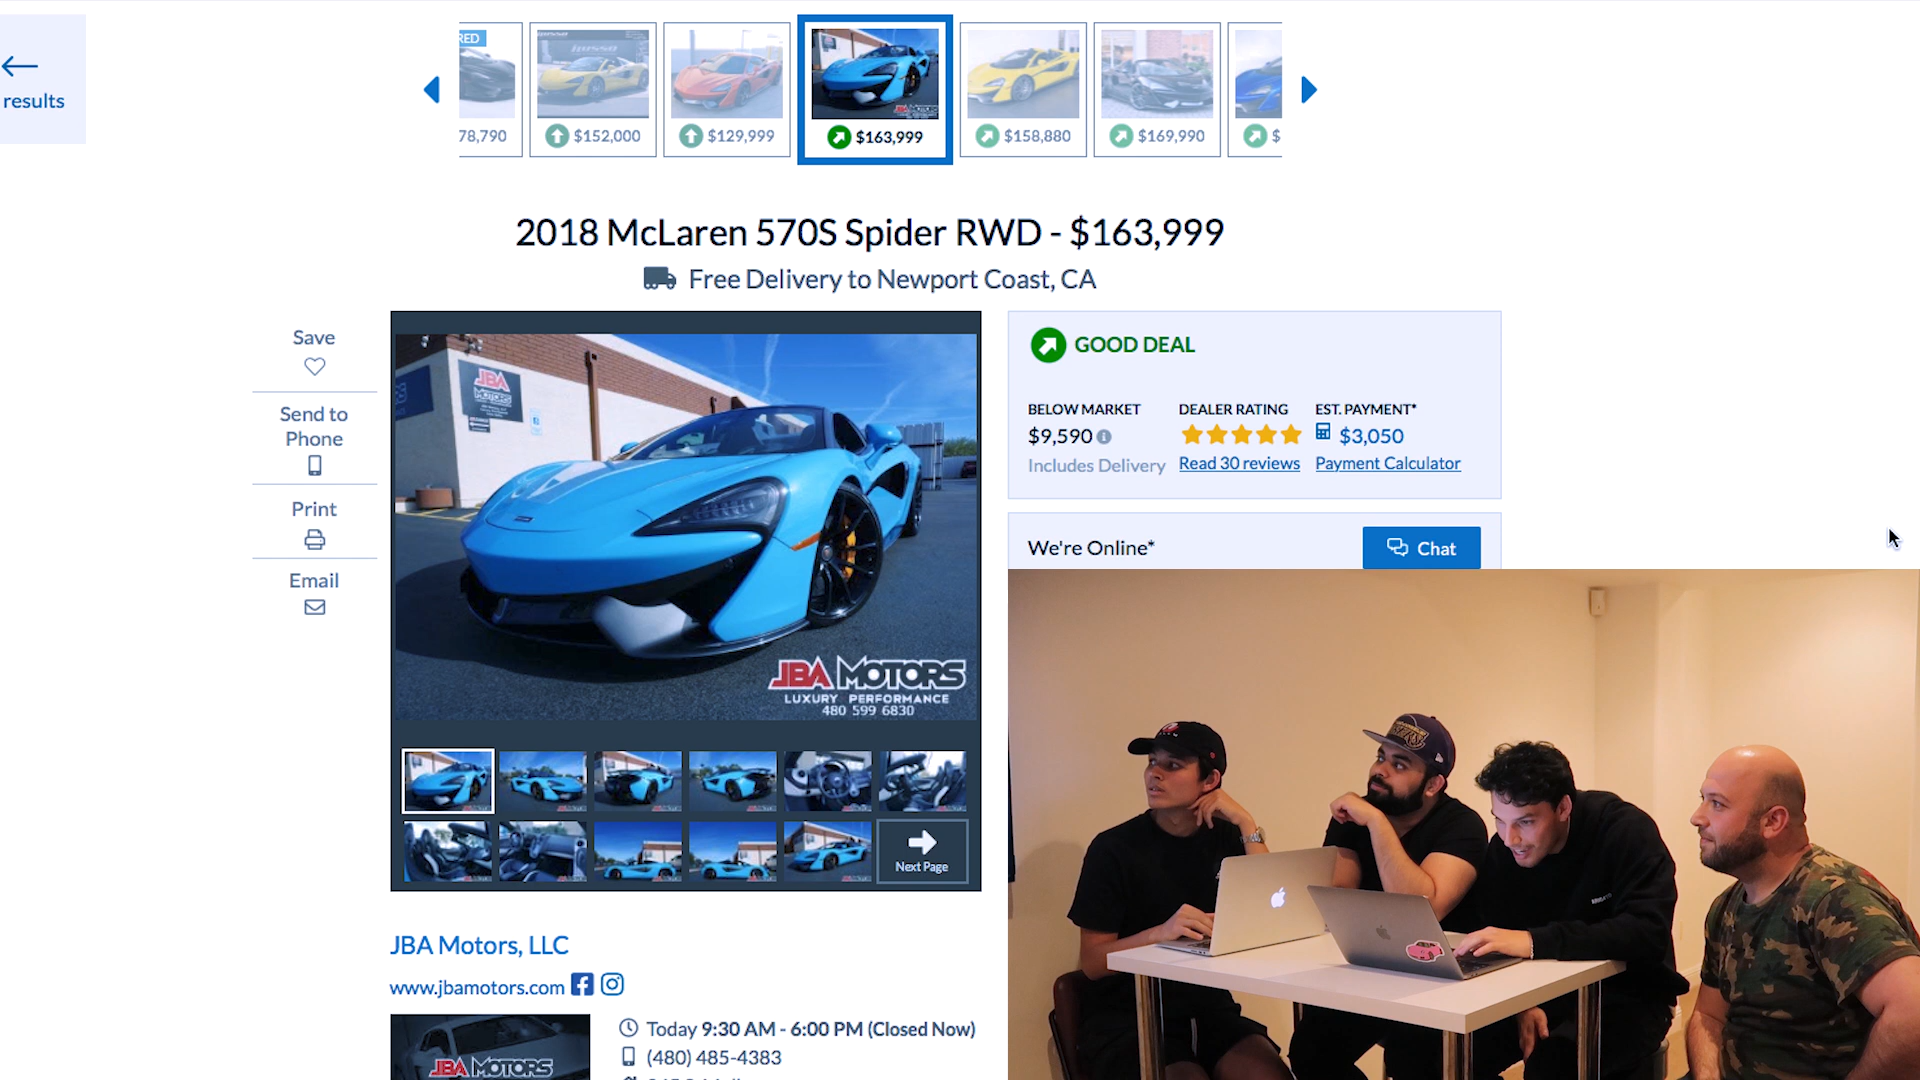 results
RED
78,790
$152,000
$129,999
$163,999
$158,880
$169,990
$
2018 McLaren 570S Spider RWD - $163,999
Free Delivery to Newport Coast, CA
Save
Send to
Phone
Print
Email
JBA
MOTORS
JBA MOTORS
LUXURY PERFORMANCE
480 599 6830
Next Page
GOOD DEAL
BELOW MARKET
$9,590
Includes Delivery
DEALER RATING
Read 30 reviews
EST. PAYMENT*
$3,050
Payment Calculator
We're Online*
Chat
JBA Motors, LLC
www.jbamotors.com
JBA MOTORS
Today 9:30 AM - 6:00 PM (Closed Now)
(480) 485-4383